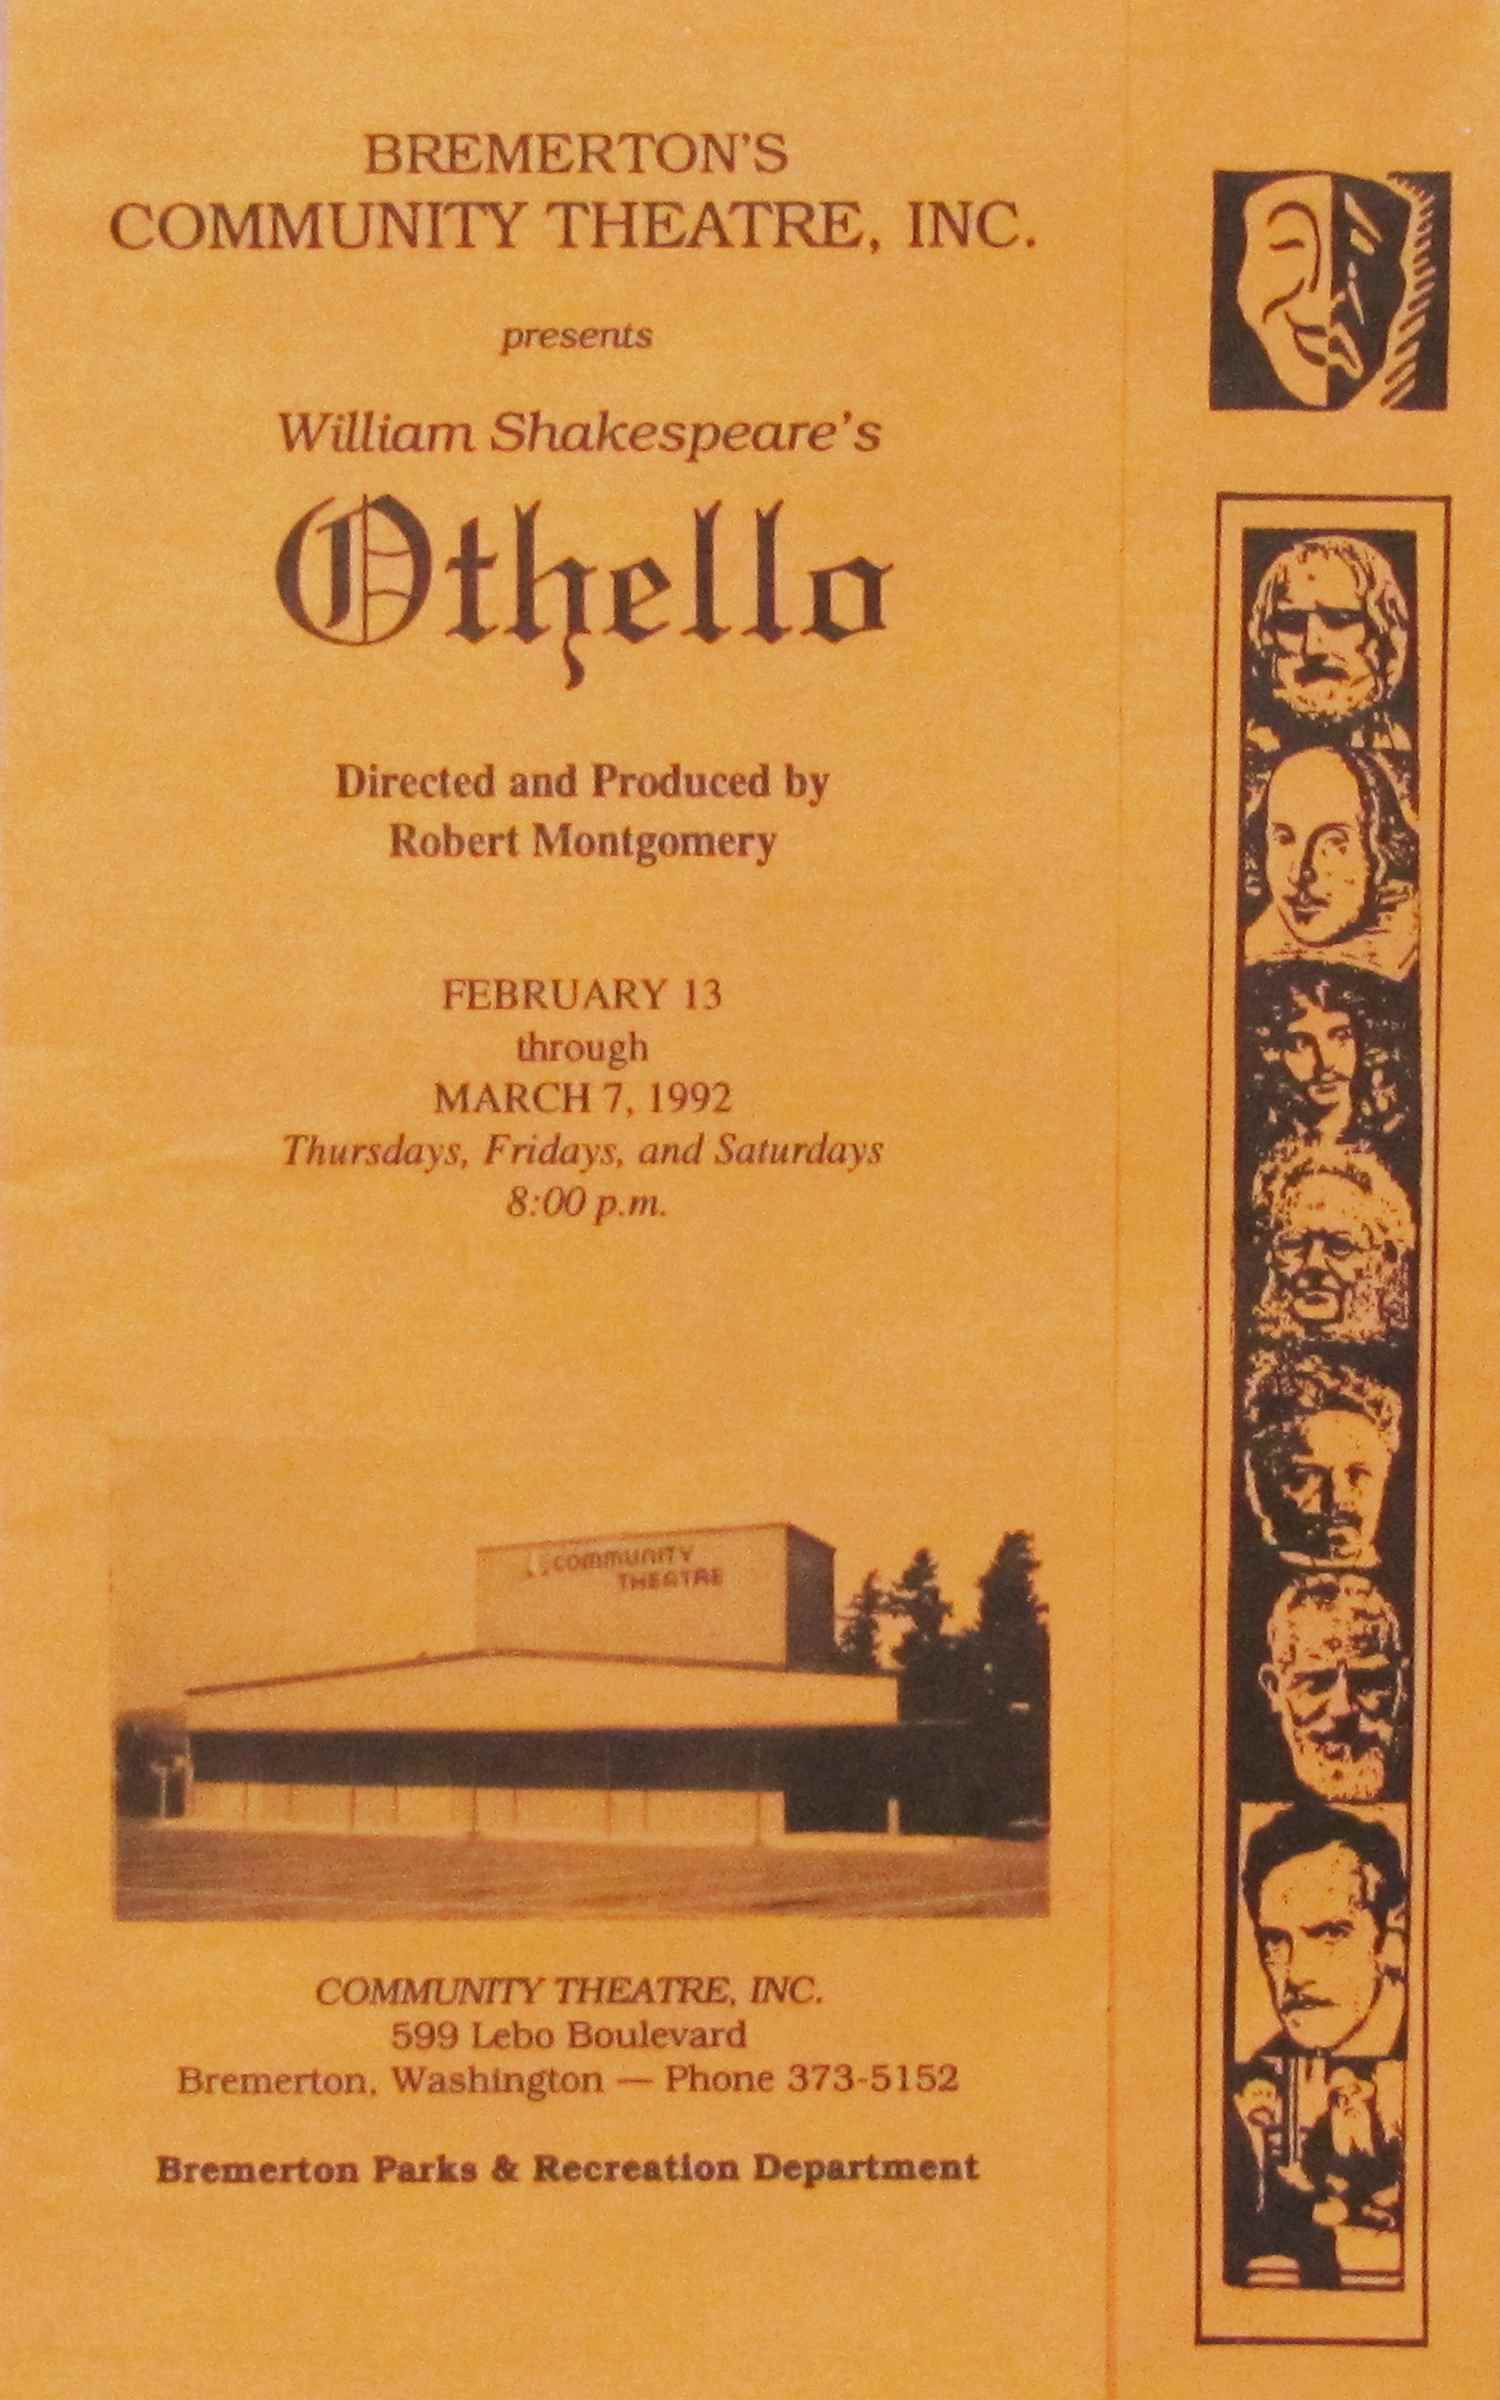 BREMERTON'S
COMMUNITY THEATRE, INC.
presents
William Shakespeare's
Othello
Directed and Produced by
Robert Montgomery
FEBRUARY 13
through
MARCH 7, 1992
Thursdays, Fridays, and Saturdays
8:00 p.m.
COMMUNITY
THEATRE
COMMUNITY THEATRE, INC.
599 Lebo Boulevard
Bremerton, Washington — Phone 373-5152
Bremerton Parks & Recreation Department